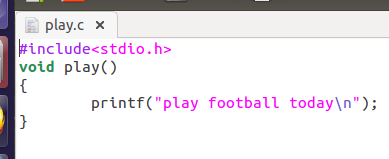 play.c ×
#include<stdio.h>
void play()
{
        printf("play football today\n");
}